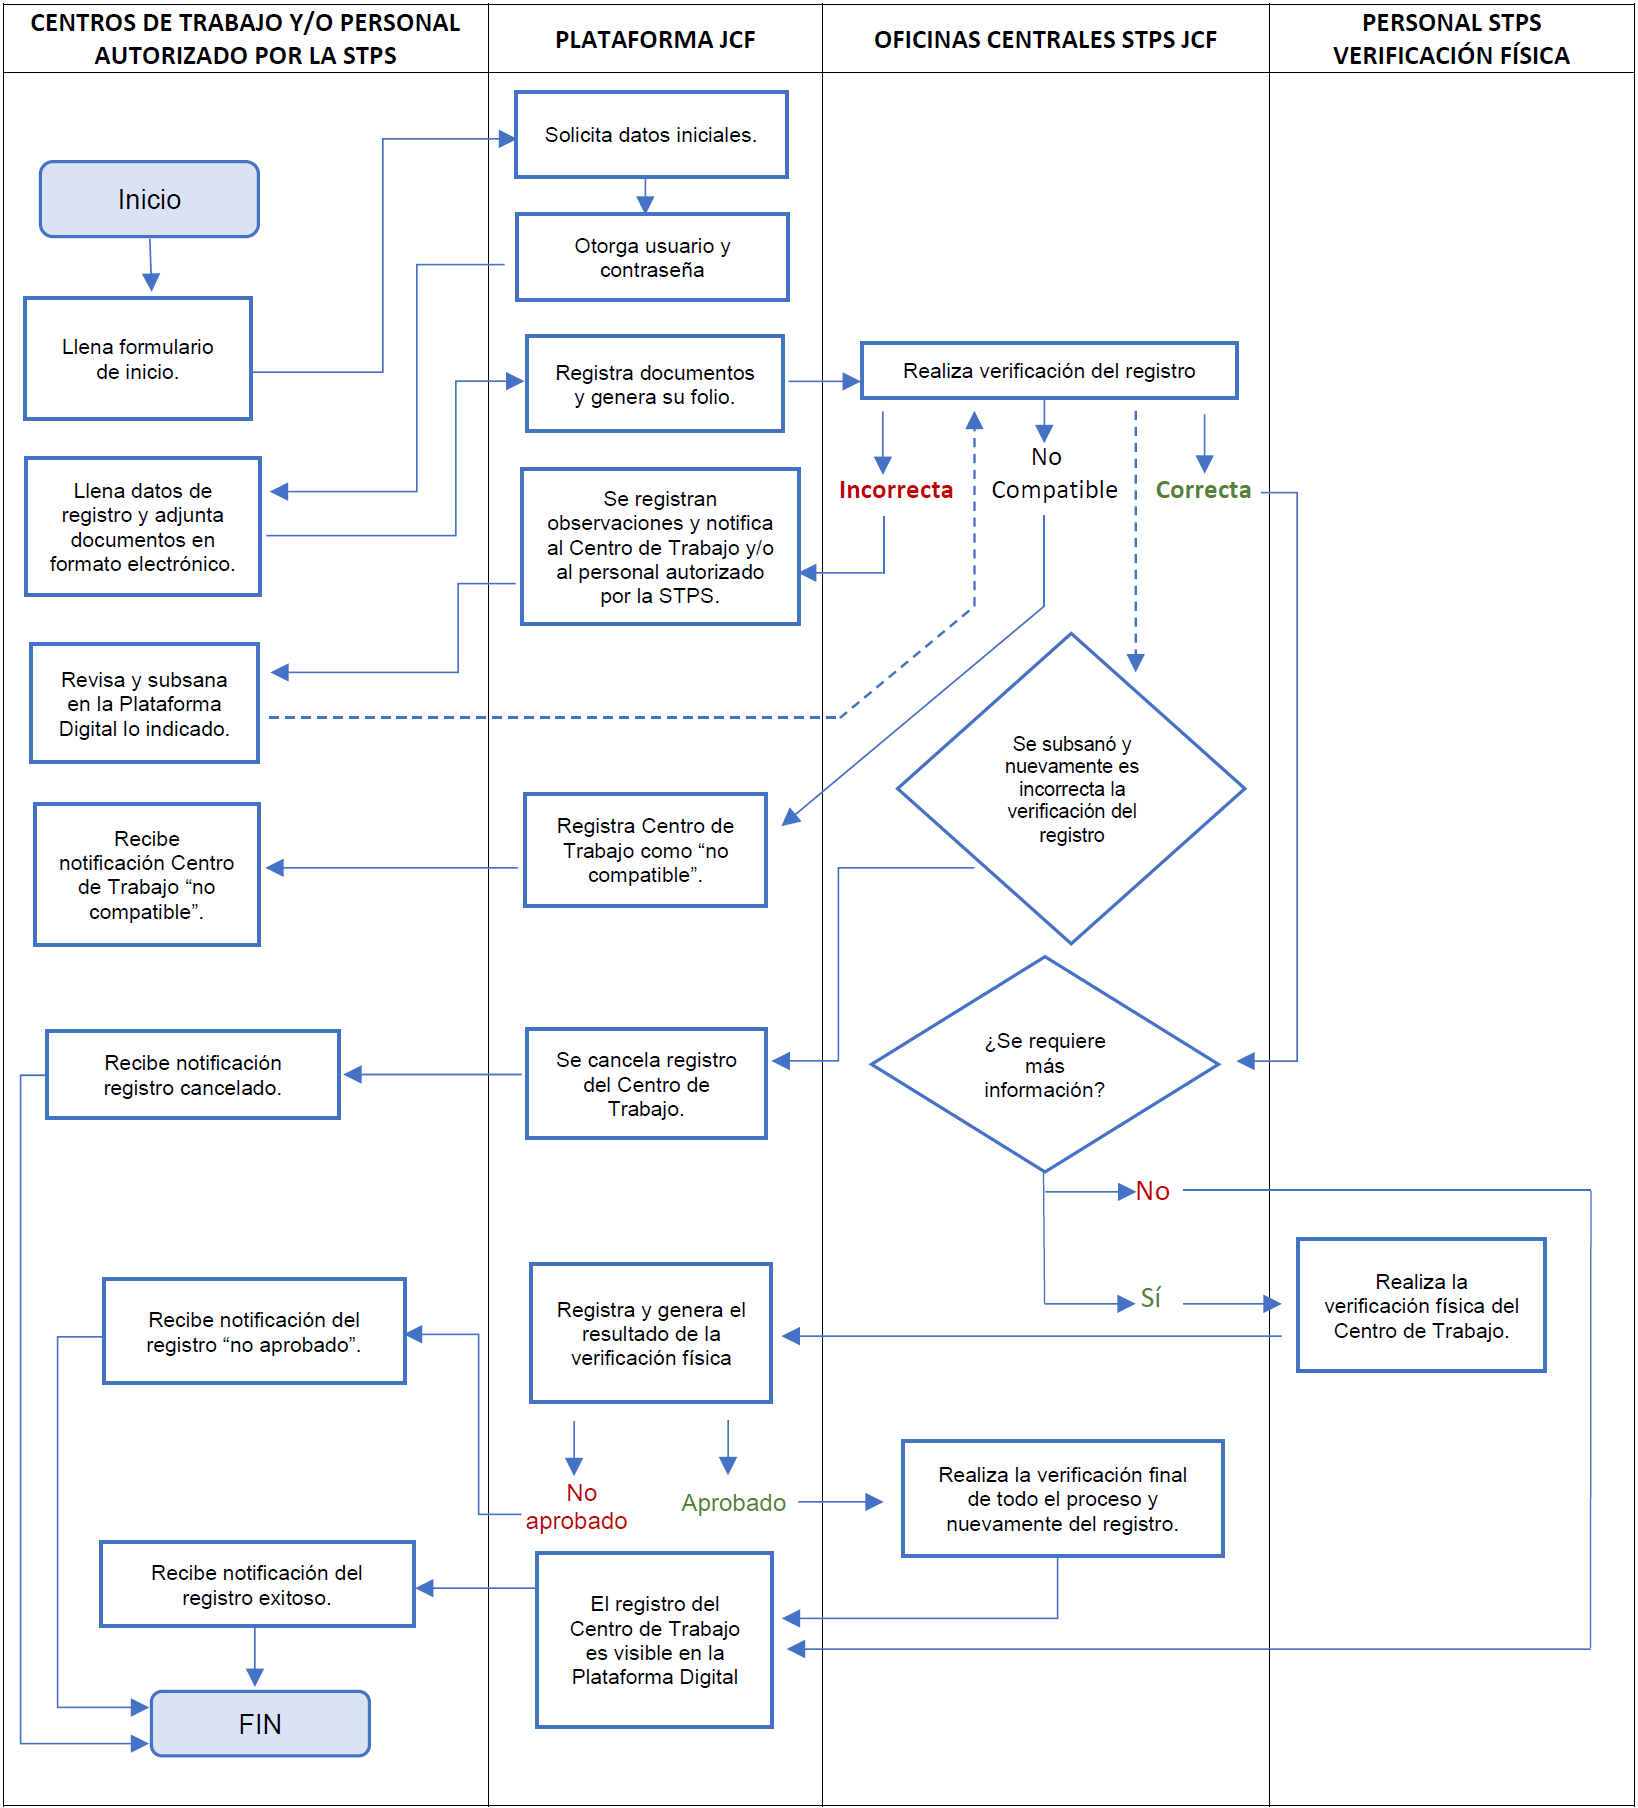 CENTROS DE TRABAJO Y/O PERSONAL
AUTORIZADO POR LA STPS
PLATAFORMA JCF
OFICINAS CENTRALES STPS JCF
PERSONAL STPS
VERIFICACIÓN FÍSICA
Solicita datos iniciales.
Inicio
Otorga usuario y
contraseña
Llena formulario
de inicio.
Registra documentos
y genera su folio.
Realiza verificación del registro
Incorrecta
No
Compatible
Correcta
Llena datos de
registro y adjunta
documentos en
formato electrónico.
Se registran
observaciones y notifica
al Centro de Trabajo y/o
al personal autorizado
por la STPS.
Revisa y subsana
en la Plataforma
Digital lo indicado.
Se subsanó y
nuevamente es
incorrecta la
verificación del
registro
Recibe
notificación Centro
de Trabajo “no
compatible”.
Registra Centro de
Trabajo como “no
compatible”.
Recibe notificación
registro cancelado.
Se cancela registro
del Centro de
Trabajo.
¿Se requiere
más
información?
No
Sí
Realiza la
verificación física del
Centro de Trabajo.
Recibe notificación del
registro “no aprobado”.
Registra y genera el
resultado de la
verificación física
No
aprobado
Aprobado
Realiza la verificación final
de todo el proceso y
nuevamente del registro.
Recibe notificación del
registro exitoso.
El registro del
Centro de Trabajo
es visible en la
Plataforma Digital
FIN